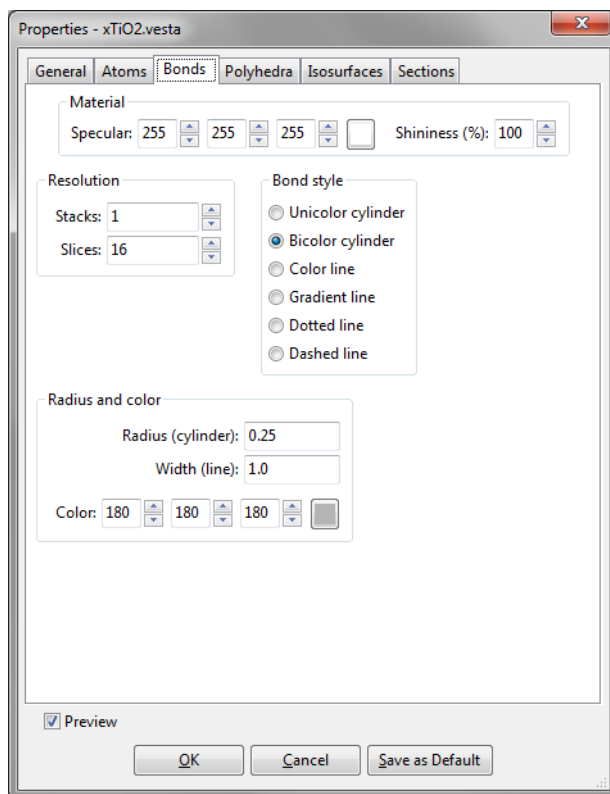 Properties - xTiO2.vesta
General Atoms Bonds Polyhedra Isosurfaces Sections
Material
Specular: 255 255 255 Shininess (%): 100
Resolution
Stacks: 1
Slices: 16
Bond style
Unicolor cylinder
Bicolor cylinder
Color line
Gradient line
Dotted line
Dashed line
Radius and color
Radius (cylinder): 0.25
Width (line): 1.0
Color: 180 180 180
Preview
OK Cancel Save as Default